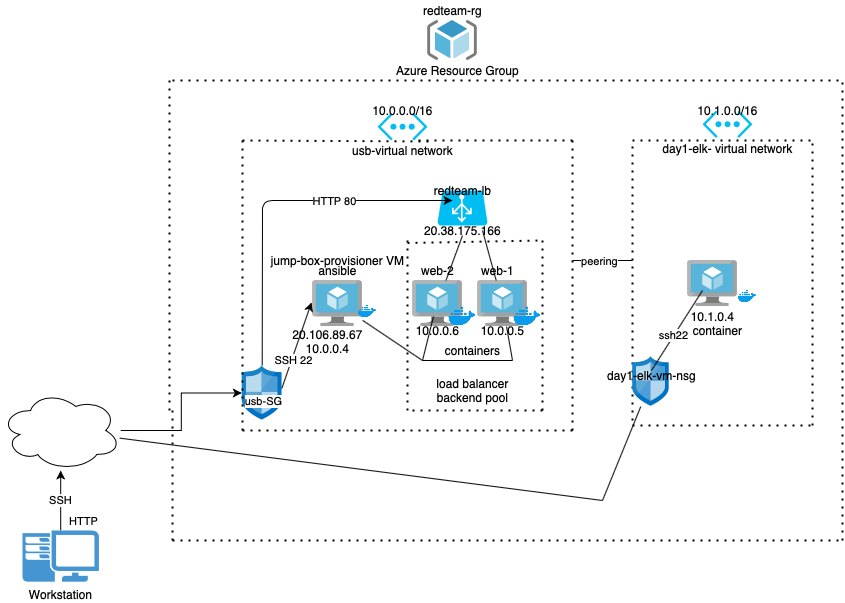 redteam-rg
Azure Resource Group
10.0.0.0/16
usb-virtual network
10.1.0.0/16
day1-elk- virtual network
redteam-lb
HTTP 80
20.38.175.166
jump-box-provisioner VM
ansible
web-2
web-1
peering
20.106.89.67
10.0.0.4
10.0.0.6
10.0.0.5
10.1.0.4
container
ssh22
SSH 22
containers
load balancer
backend pool
usb-SG
day1-elk-vm-nsg
SSH
HTTP
Workstation